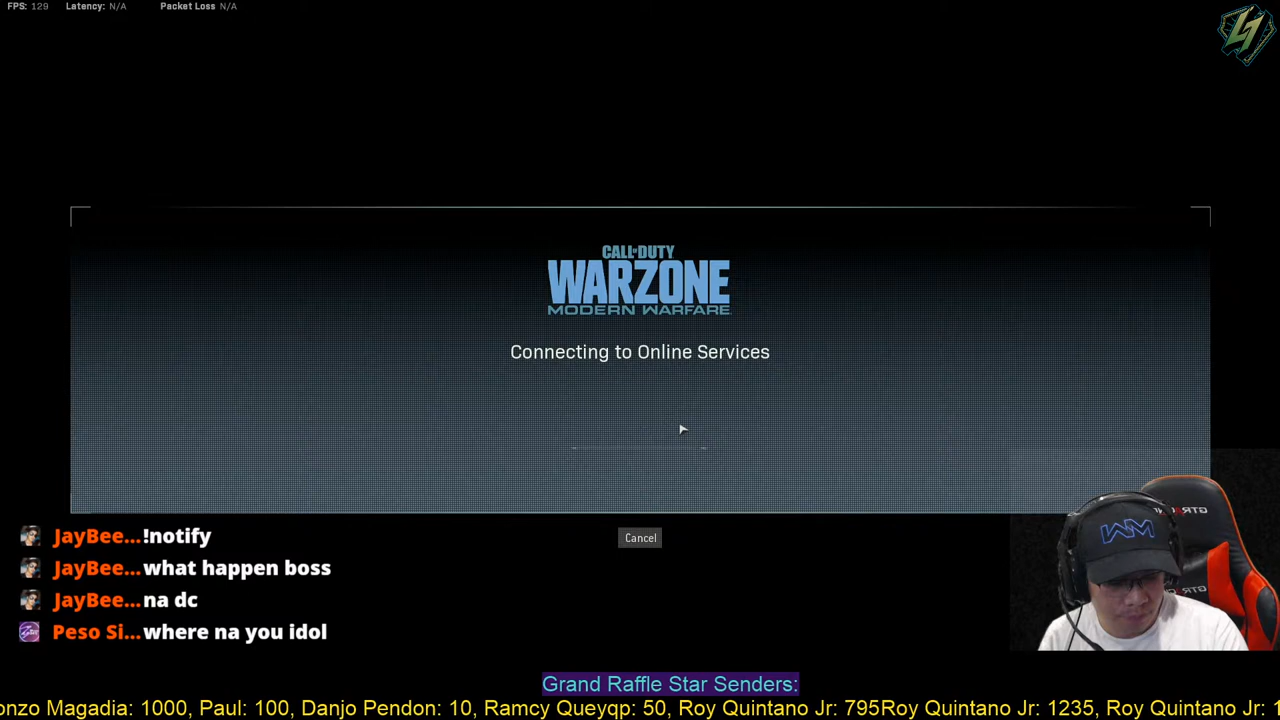 FPS: 129 Latency: N/A Packet Loss N/A
CALL OF DUTY
WARZONE
MODERN WARFARE
Connecting to Online Services
Cancel
JayBee... !notify
JayBee... what happen boss
JayBee... na dc
Peso Si... where na you idol
Grand Raffle Star Senders:
onzo Magadia: 1000, Paul: 100, Danjo Pendon: 10, Ramcy Queyqp: 50, Roy Quintano Jr: 795Roy Quintano Jr: 1235, Roy Quintano Jr: 1